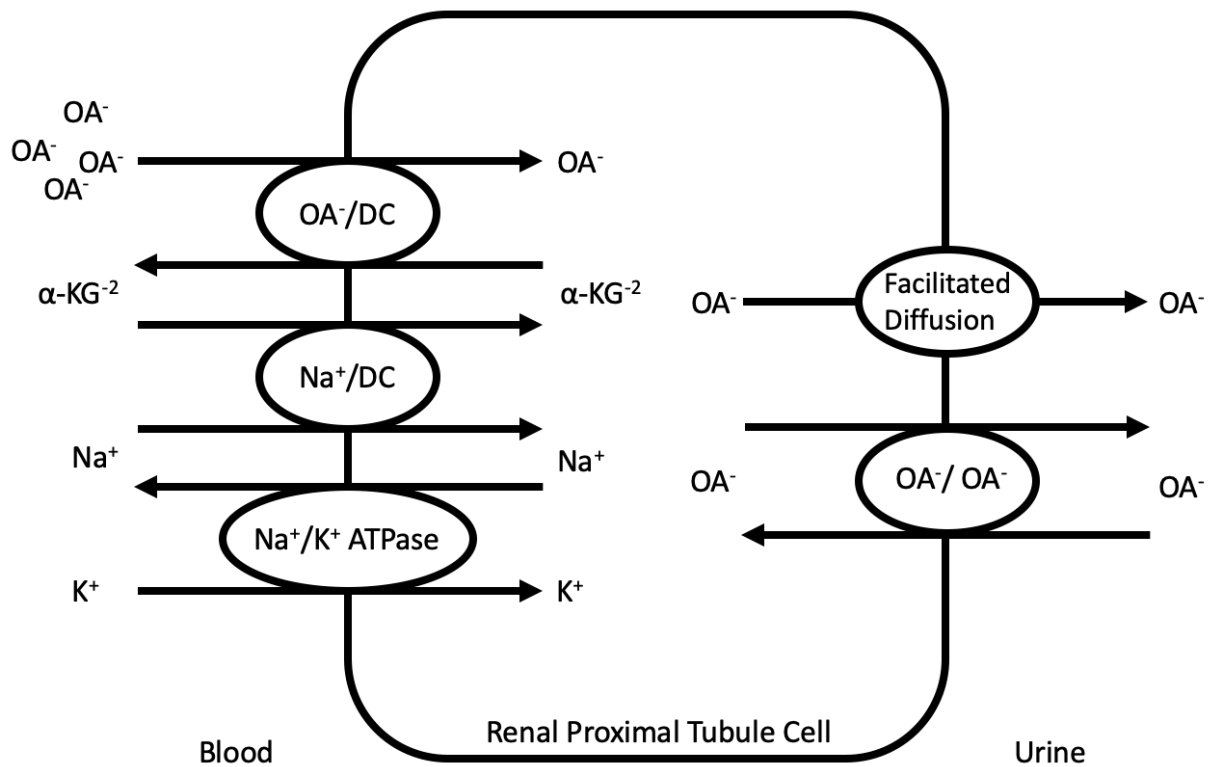 OA⁻
OA⁻ OA⁻
OA⁻
OA⁻
OA⁻/DC
α-KG⁻²
α-KG⁻²
Na⁺/DC
Na⁺
Na⁺
Na⁺/K⁺ ATPase
K⁺
K⁺
OA⁻
Facilitated
Diffusion
OA⁻
OA⁻
OA⁻/ OA⁻
OA⁻
Blood
Renal Proximal Tubule Cell
Urine